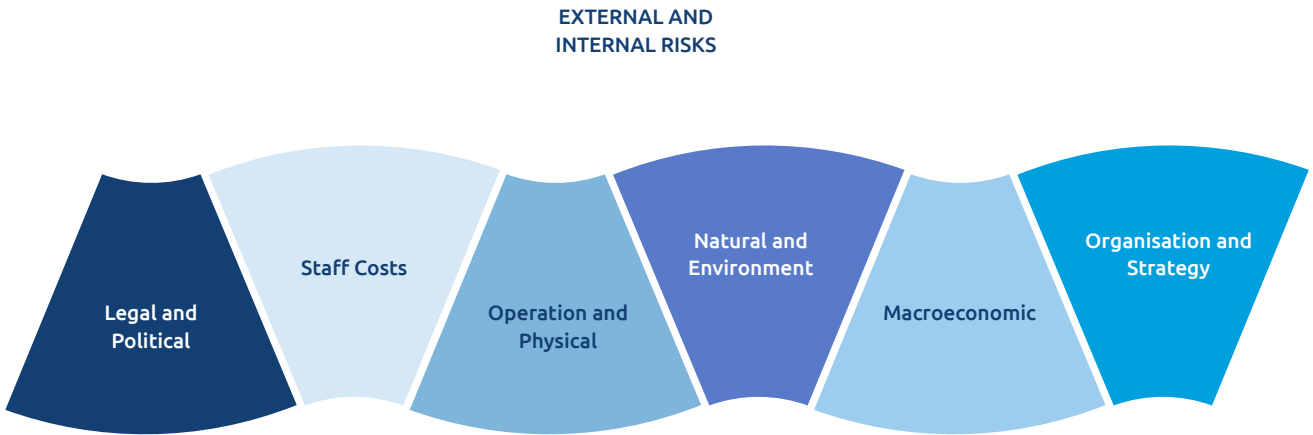 EXTERNAL AND
INTERNAL RISKS
Legal and
Political
Staff Costs
Operation and
Physical
Natural and
Environment
Macroeconomic
Organisation and
Strategy